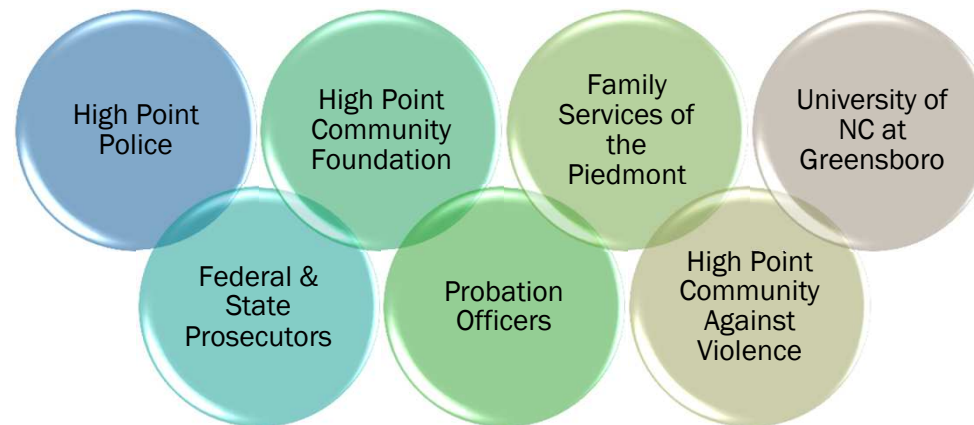 High Point
Police
High Point
Community
Foundation
Family
Services of
the
Piedmont
University of
NC at
Greensboro
Federal &
State
Prosecutors
Probation
Officers
High Point
Community
Against
Violence